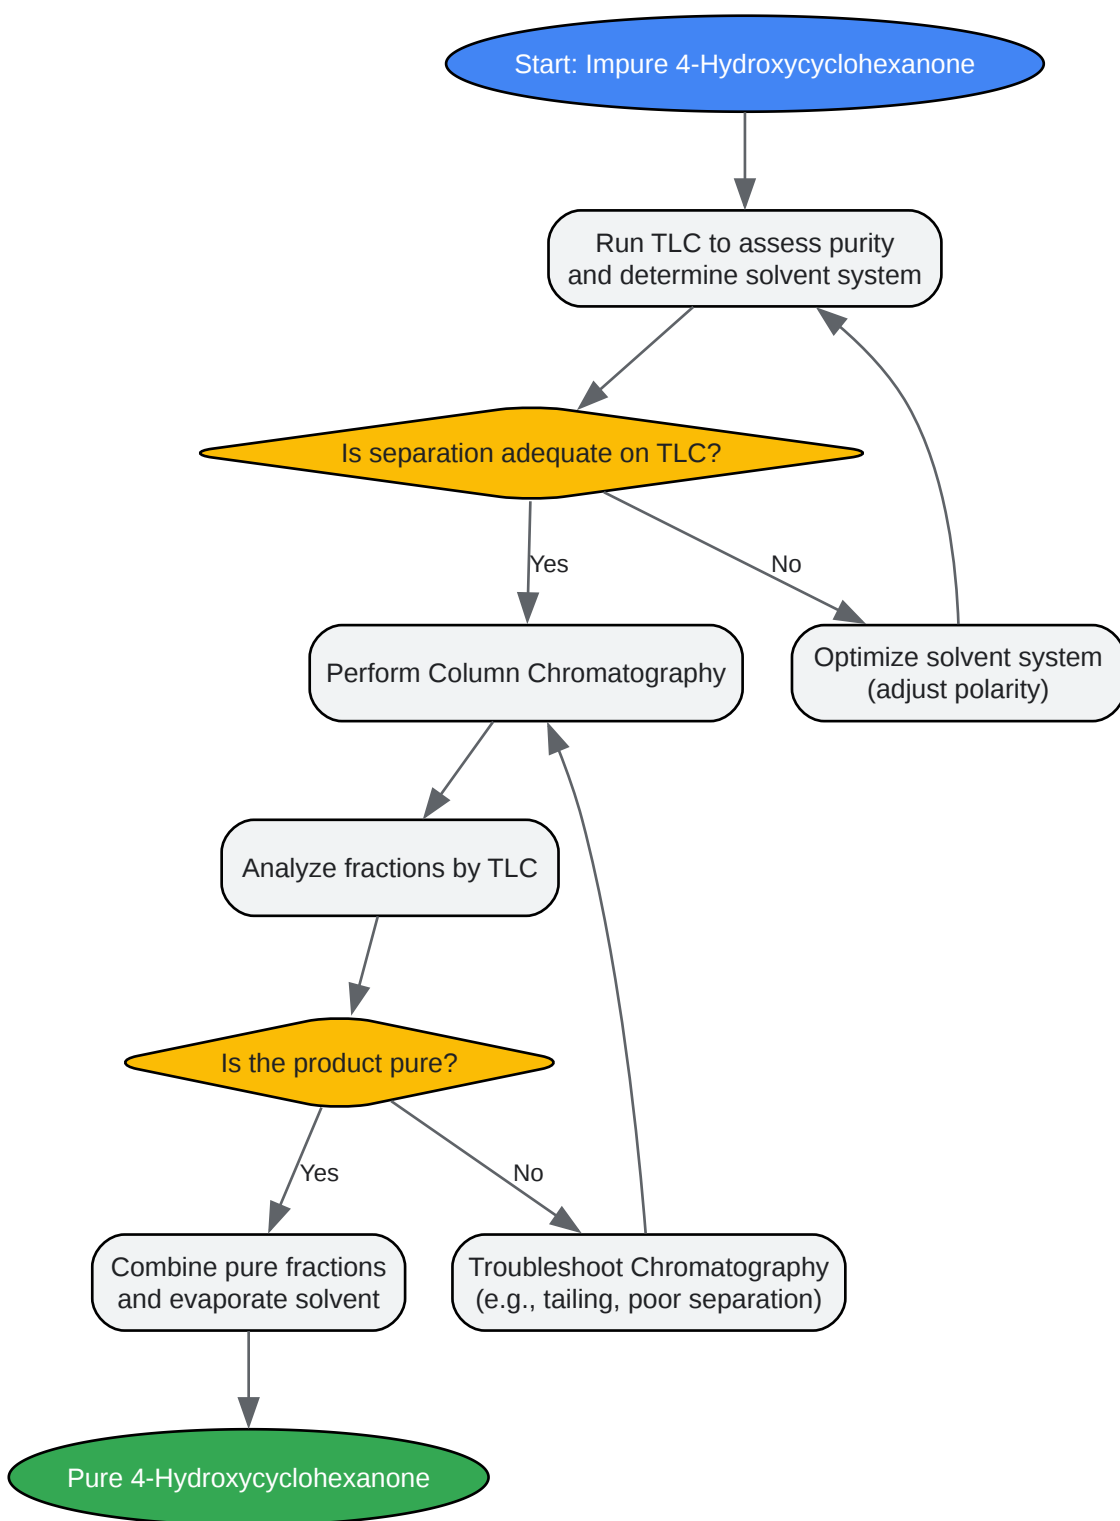 Start: Impure 4-Hydroxycyclohexanone
Run TLC to assess purity
and determine solvent system
Is separation adequate on TLC?
Yes
No
Perform Column Chromatography
Optimize solvent system
(adjust polarity)
Analyze fractions by TLC
Is the product pure?
Yes
No
Combine pure fractions
and evaporate solvent
Troubleshoot Chromatography
(e.g., tailing, poor separation)
Pure 4-Hydroxycyclohexanone